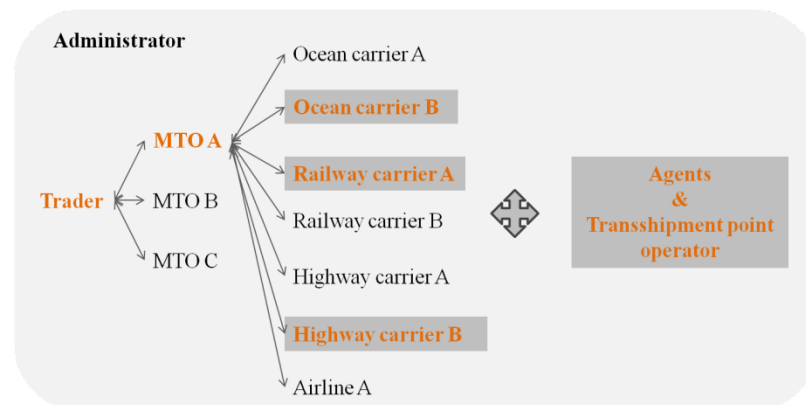 Administrator
Ocean carrier A
Ocean carrier B
MTO A
Railway carrier A
Trader
MTO B
Railway carrier B
MTO C
Highway carrier A
Highway carrier B
Airline A
Agents
&
Transshipment point
operator